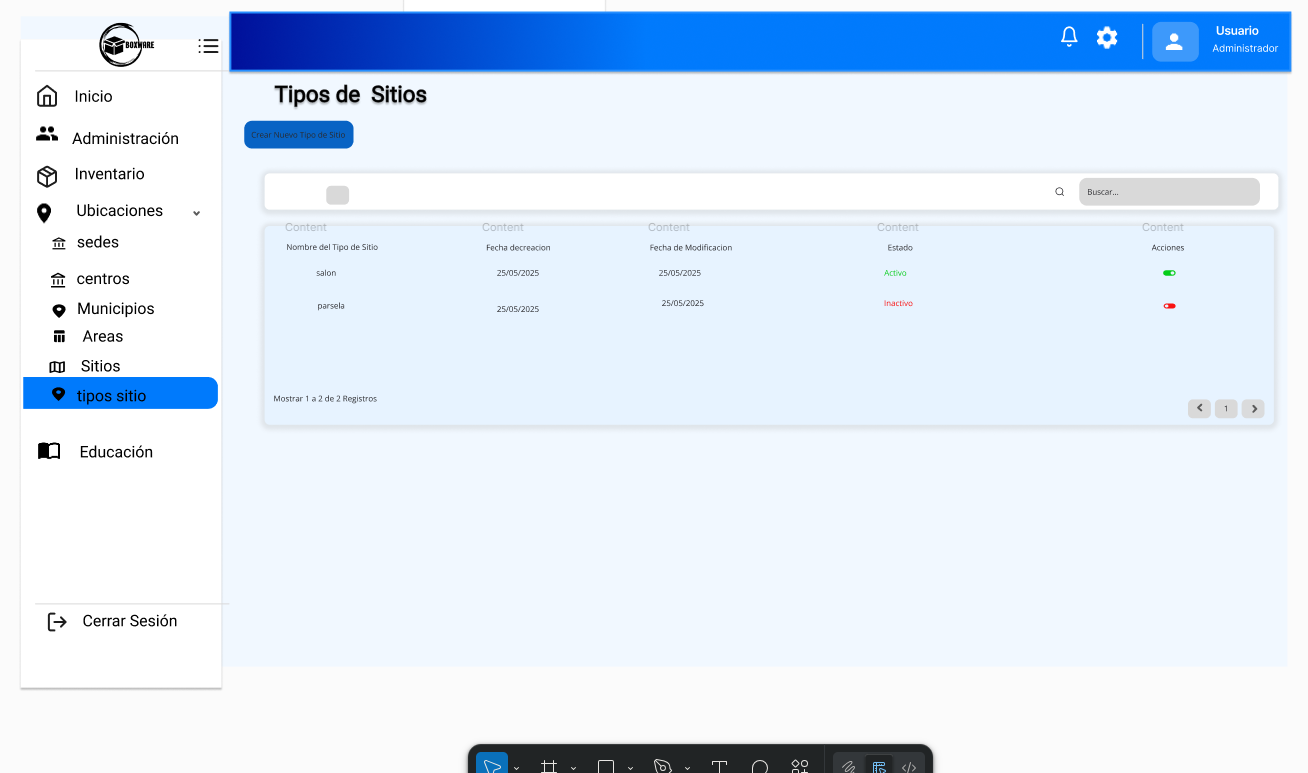 BOXWARE
Usuario
Administrador
Inicio
Administración
Inventario
Ubicaciones
sedes
centros
Municipios
Areas
Sitios
tipos sitio
Educación
Cerrar Sesión
Tipos de Sitios
Crear Nuevo Tipo de Sitio
Buscar...
Content Content Content Content Content
Nombre del Tipo de Sitio Fecha decreacion Fecha de Modificacion Estado Acciones
salon 25/05/2025 25/05/2025 Activo
parsela 25/05/2025 25/05/2025 Inactivo
Mostrar 1 a 2 de 2 Registros
1